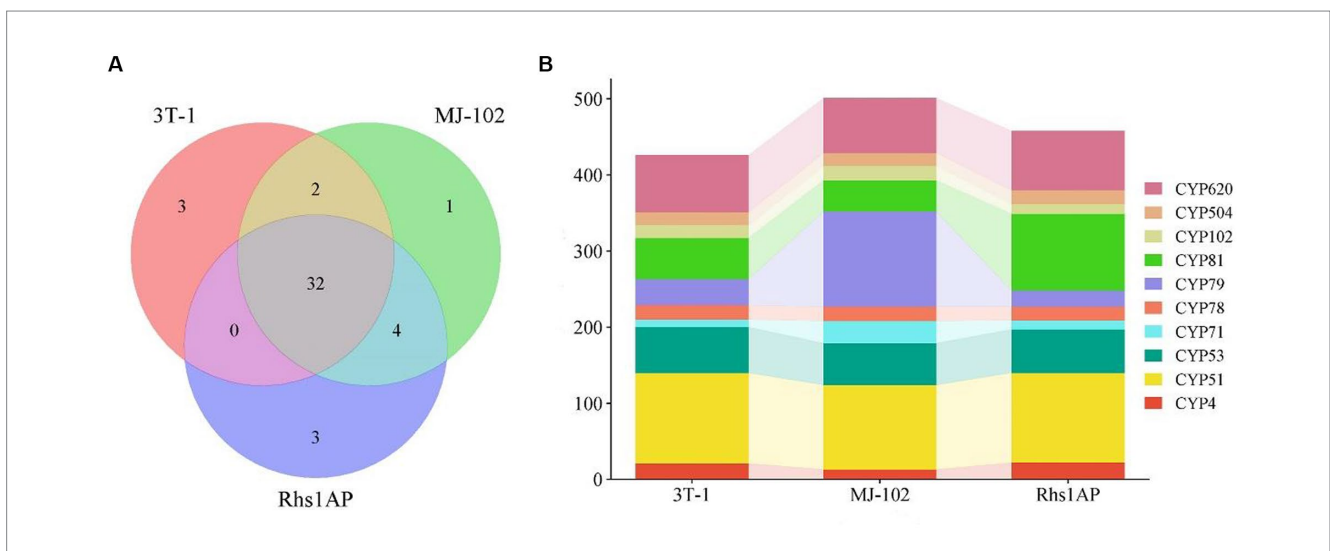 A
3T-1
MJ-102
3
2
1
32
0
4
3
Rhs1AP
B
500
400
300
200
100
0
3T-1
MJ-102
Rhs1AP
CYP620
CYP504
CYP102
CYP81
CYP79
CYP78
CYP71
CYP53
CYP51
CYP4